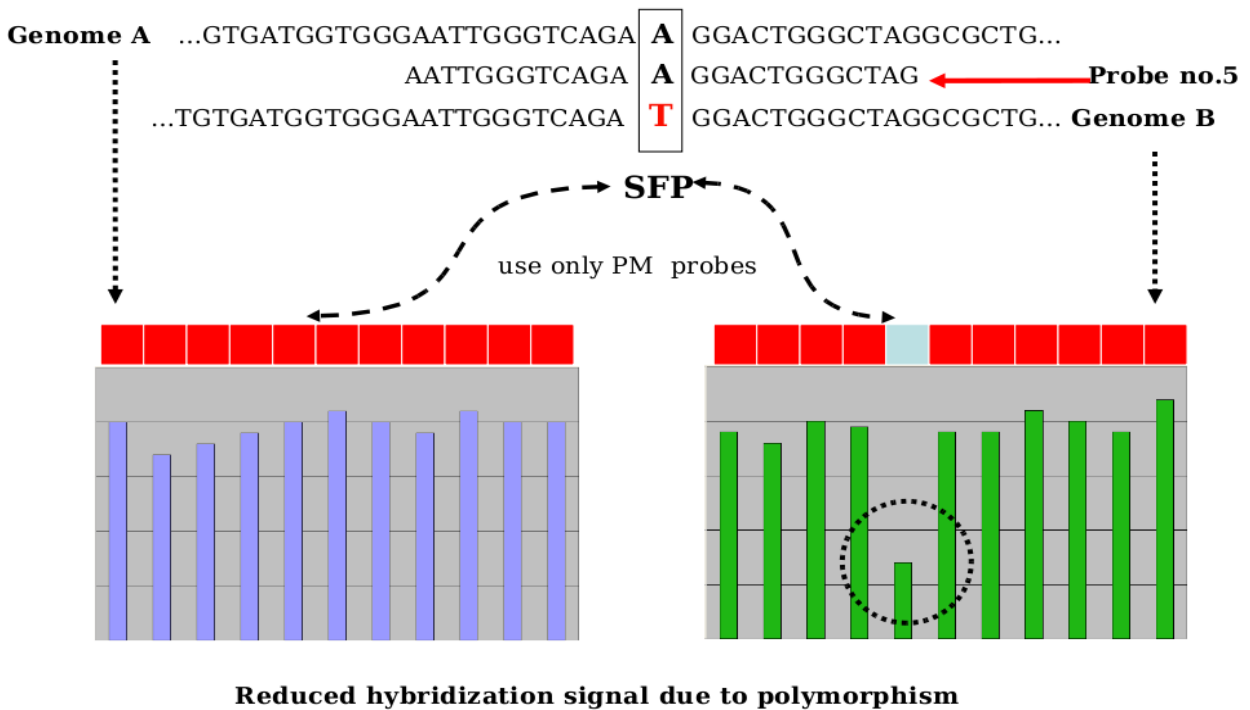 Genome A ...GTGATGGTGGGAATTGGGTCAGA A GGACTGGGCTAGGCGCTG...
AATTGGGTCAGA A GGACTGGGCTAG Probe no.5
...TGTGATGGTGGGAATTGGGTCAGA T GGACTGGGCTAGGCGCTG... Genome B
SFP
use only PM probes
Reduced hybridization signal due to polymorphism